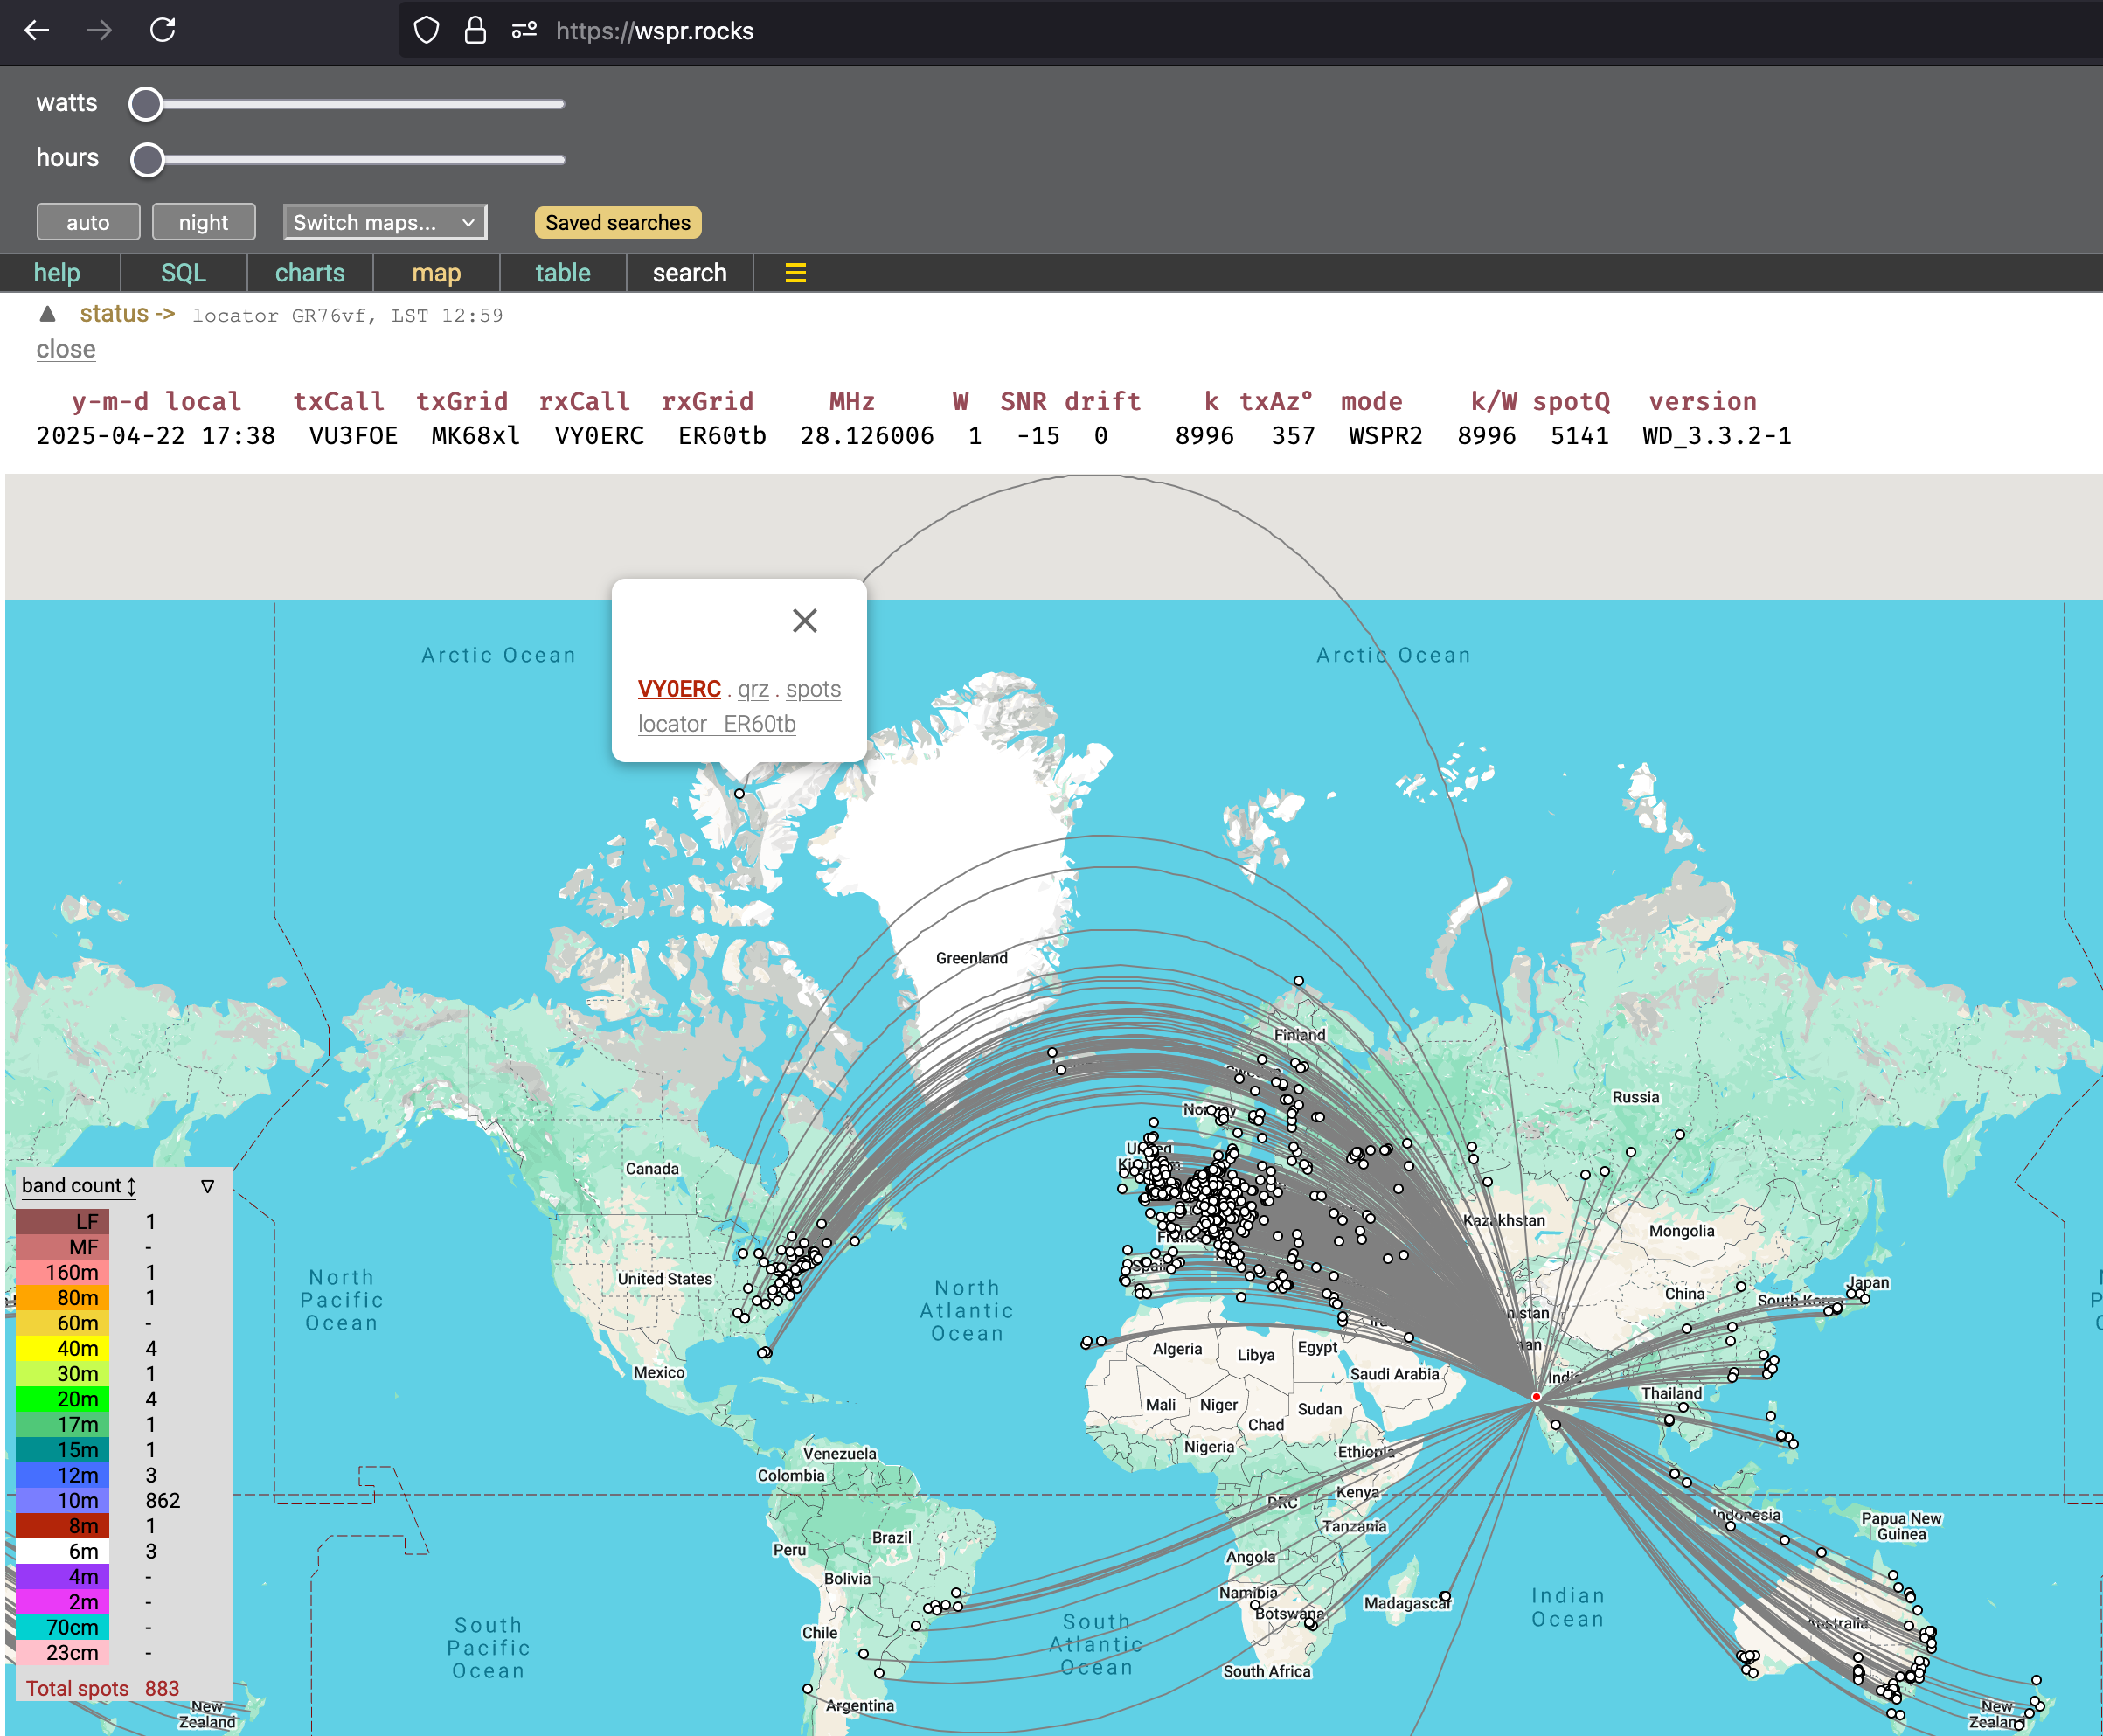 https://wspr.rocks
watts
hours
auto night Switch maps... Saved searches
help SQL charts map table search
status -> locator GR76vf, LST 12:59
close
y-m-d local txCall txGrid rxCall rxGrid MHz W SNR drift k txAz° mode k/W spotQ version
2025-04-22 17:38 VU3FOE MK68xl VY0ERC ER60tb 28.126006 1 -15 0 8996 357 WSPR2 8996 5141 WD_3.3.2-1
Arctic Ocean
Arctic Ocean
VY0ERC . qrz . spots
locator ER60tb
Greenland
Finland
Norway
Russia
United
Kingdom
Canada
Kazakhstan
Mongolia
France
Spain
United States
North
Pacific
Ocean
North
Atlantic
Ocean
China
South Korea
Japan
Mexico
Algeria
Libya
Egypt
Saudi Arabia
India
Thailand
Mali
Niger
Chad
Sudan
Nigeria
Ethiopia
Venezuela
Colombia
DRC
Kenya
Tanzania
Indonesia
Papua New
Guinea
Brazil
Peru
Bolivia
Angola
Namibia
Botswana
Madagascar
Indian
Ocean
Australia
Chile
South
Pacific
Ocean
South
Atlantic
Ocean
South Africa
Argentina
New
Zealand
New
Zealand
band count ↕ ▽
LF 1
MF -
160m 1
80m 1
60m -
40m 4
30m 1
20m 4
17m 1
15m 1
12m 3
10m 862
8m 1
6m 3
4m -
2m -
70cm -
23cm -
Total spots 883